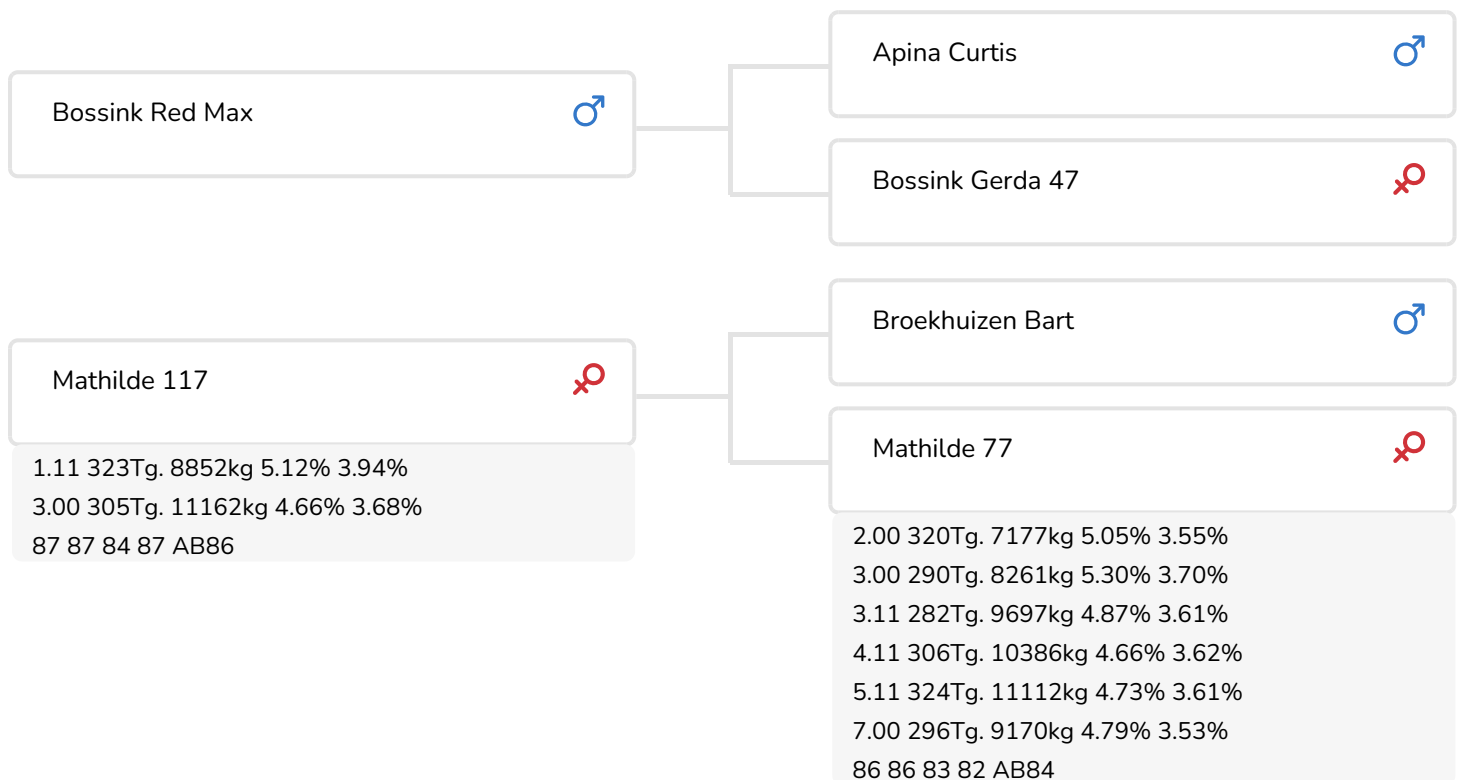 Bossink Red Max
Apina Curtis
Bossink Gerda 47
Mathilde 117
1.11 323Tg. 8852kg 5.12% 3.94%
3.00 305Tg. 11162kg 4.66% 3.68%
87 87 84 87 AB86
Broekhuizen Bart
Mathilde 77
2.00 320Tg. 7177kg 5.05% 3.55%
3.00 290Tg. 8261kg 5.30% 3.70%
3.11 282Tg. 9697kg 4.87% 3.61%
4.11 306Tg. 10386kg 4.66% 3.62%
5.11 324Tg. 11112kg 4.73% 3.61%
7.00 296Tg. 9170kg 4.79% 3.53%
86 86 83 82 AB84